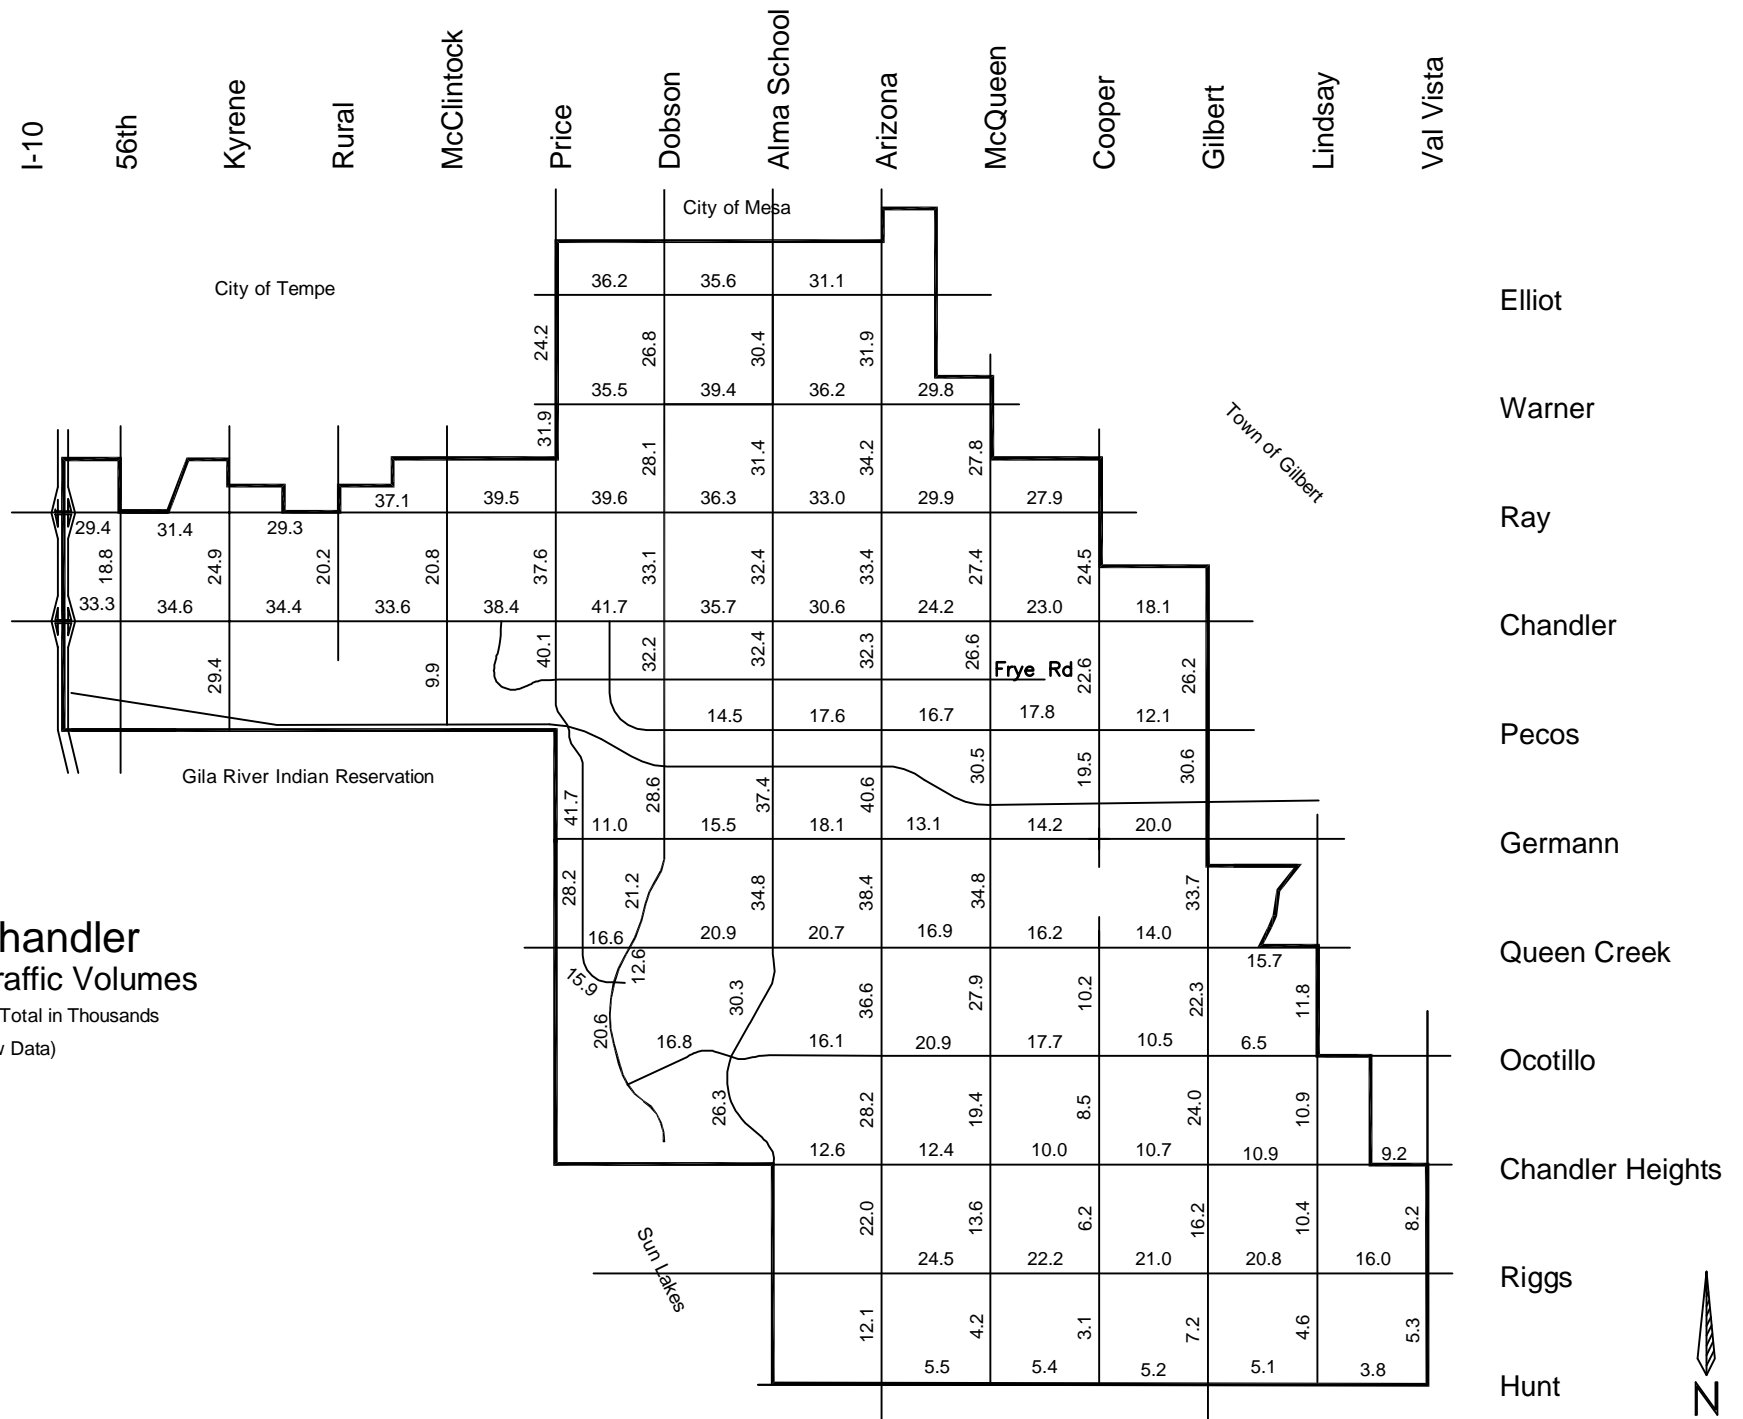 I-10
56th
Kyrene
Rural
McClintock
Price
Dobson
Alma School
Arizona
McQueen
Cooper
Gilbert
Lindsay
Val Vista
City of Mesa
City of Tempe
36.2 35.6 31.1
Elliot
24.2 26.8 30.4 31.9
35.5 39.4 36.2 29.8
Warner
Town of Gilbert
31.9 28.1 31.4 34.2 27.8
37.1 39.5 39.6 36.3 33.0 29.9 27.9
Ray
29.4 31.4 29.3
18.8 24.9 20.2 20.8 37.6 33.1 32.4 33.4 27.4 24.5
33.3 34.6 34.4 33.6 38.4 41.7 35.7 30.6 24.2 23.0 18.1
Chandler
29.4 9.9 40.1 32.2 32.4 32.3 26.6 22.6 26.2
Frye Rd
14.5 17.6 16.7 17.8 12.1
Pecos
Gila River Indian Reservation
41.7 28.6 37.4 40.6 30.5 19.5 30.6
11.0 15.5 18.1 13.1 14.2 20.0
Germann
28.2 21.2 34.8 38.4 34.8 33.7
16.6 20.9 20.7 16.9 16.2 14.0
15.7
Queen Creek
handler
raffic Volumes
Total in Thousands
Data)
15.9 12.6
20.6 30.3 36.6 27.9 10.2 22.3 11.8
16.8 16.1 20.9 17.7 10.5 6.5
Ocotillo
26.3 28.2 19.4 8.5 24.0 10.9
12.6 12.4 10.0 10.7 10.9 9.2
Chandler Heights
Sun Lakes
22.0 13.6 6.2 16.2 10.4 8.2
24.5 22.2 21.0 20.8 16.0
Riggs
12.1 4.2 3.1 7.2 4.6 5.3
5.5 5.4 5.2 5.1 3.8
Hunt
N